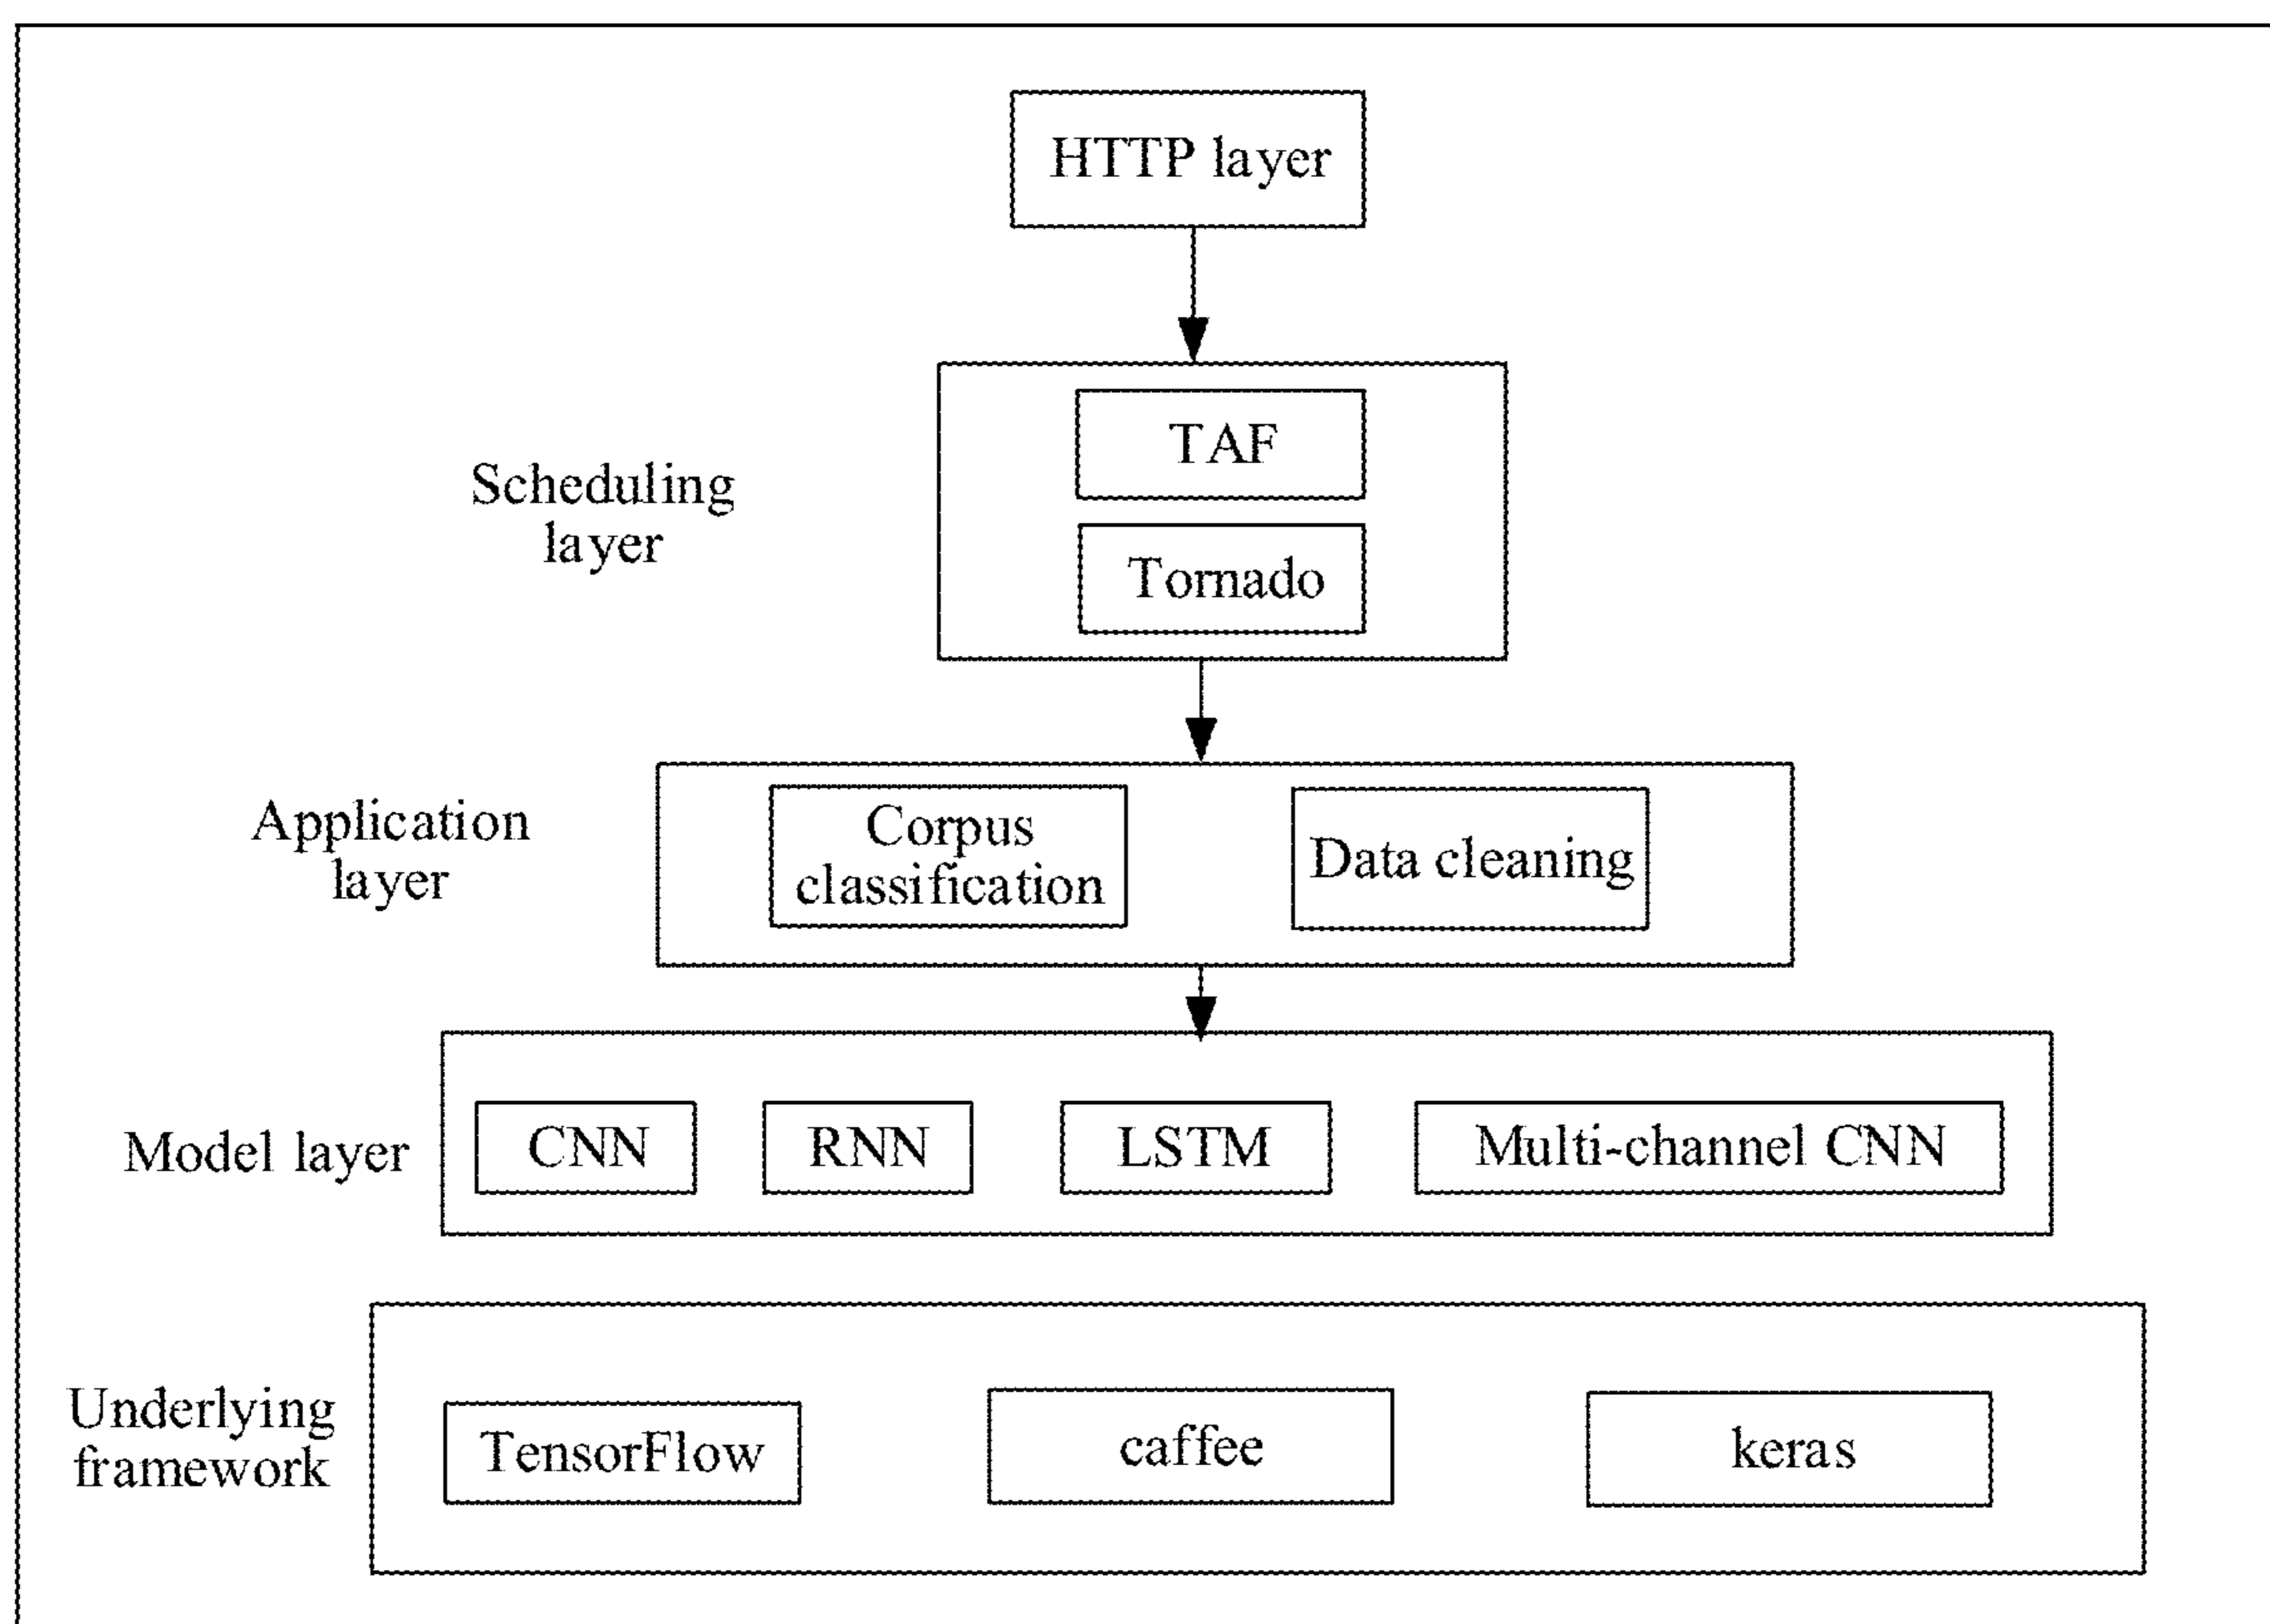 HTTP layer
Scheduling
layer
TAF
Tornado
Application
layer
Corpus
classification
Data cleaning
Model layer
CNN
RNN
LSTM
Multi-channel CNN
Underlying
framework
TensorFlow
caffee
keras